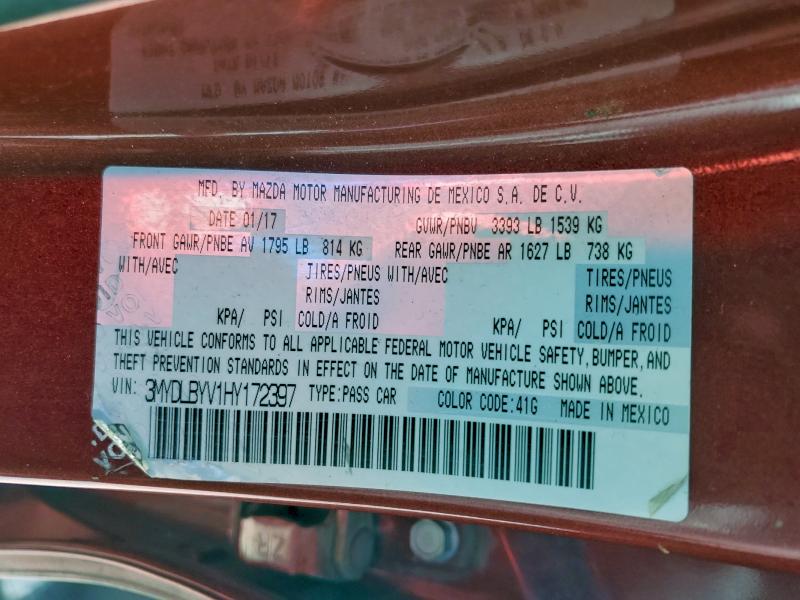 MFD. BY MAZDA MOTOR MANUFACTURING DE MEXICO S.A. DE C.V.
DATE 01/17 GVWR/PNBV 3393 LB 1539 KG
FRONT GAWR/PNBE AV 1795 LB 814 KG REAR GAWR/PNBE AR 1627 LB 738 KG
WITH/AVEC TIRES/PNEUS WITH/AVEC TIRES/PNEUS
RIMS/JANTES RIMS/JANTES
KPA/ PSI COLD/A FROID KPA/ PSI COLD/A FROID
THIS VEHICLE CONFORMS TO ALL APPLICABLE FEDERAL MOTOR VEHICLE SAFETY, BUMPER, AND
THEFT PREVENTION STANDARDS IN EFFECT ON THE DATE OF MANUFACTURE SHOWN ABOVE.
VIN: 3MYDLBYV1HY172397 TYPE:PASS CAR COLOR CODE:41G MADE IN MEXICO
ZR